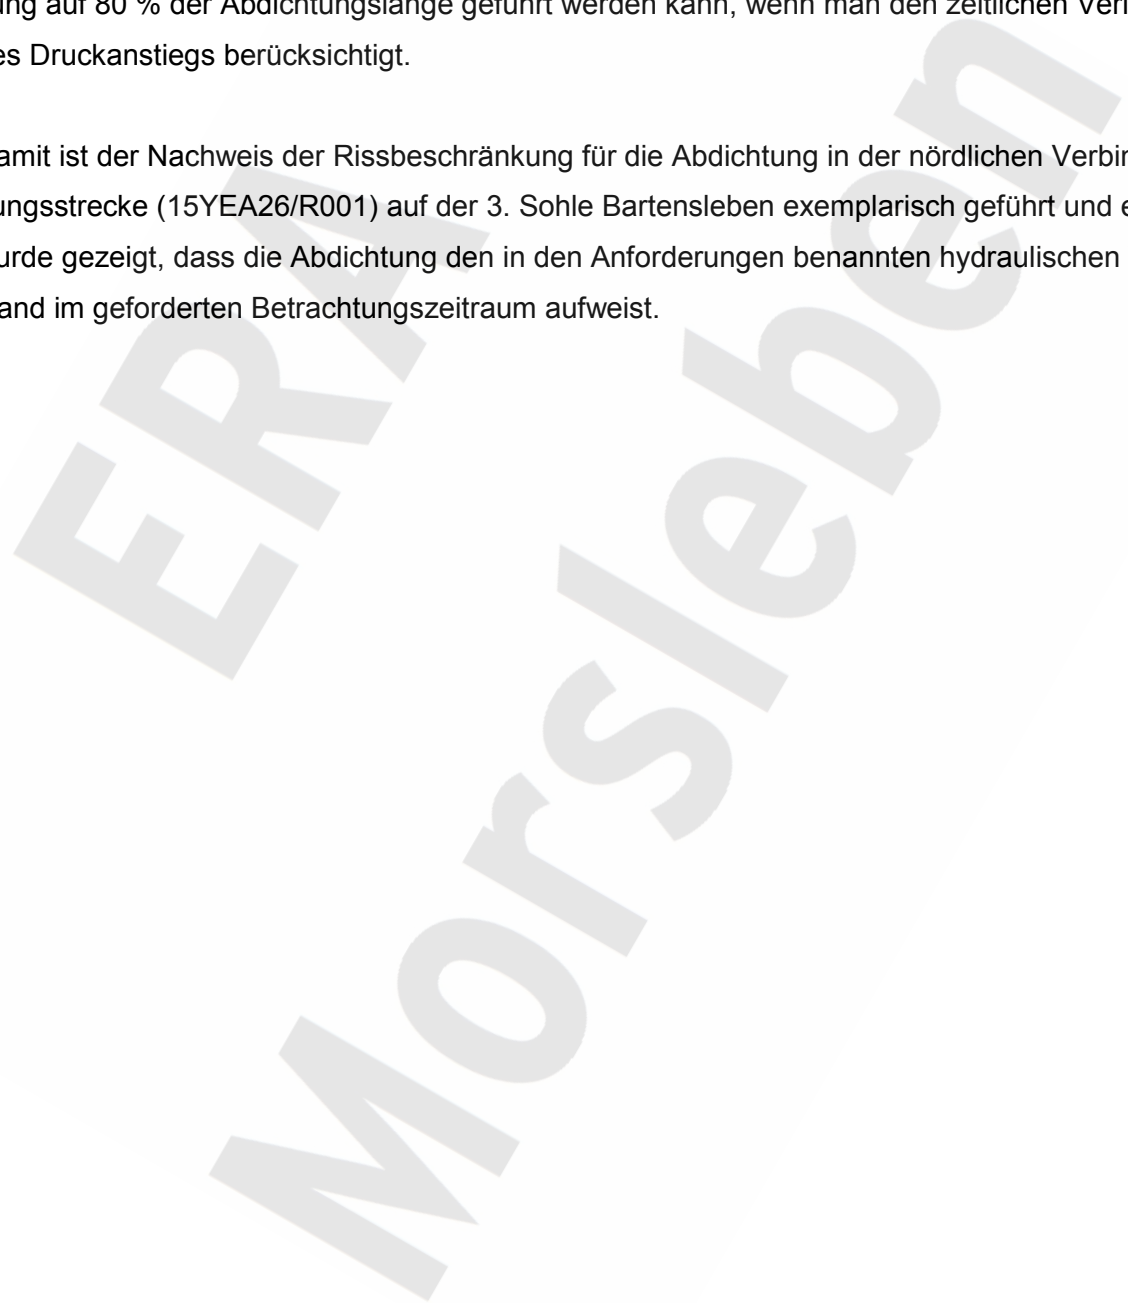 ung auf 80 % der Abdichtungslänge geführt werden kann, wenn man den zeitlichen Verl
es Druckanstiegs berücksichtigt.
amit ist der Nachweis der Rissbeschränkung für die Abdichtung in der nördlichen Verbin
ungsstrecke (15YEA26/R001) auf der 3. Sohle Bartensleben exemplarisch geführt und e
urde gezeigt, dass die Abdichtung den in den Anforderungen benannten hydraulischen
and im geforderten Betrachtungszeitraum aufweist.
ERA
Morsleben